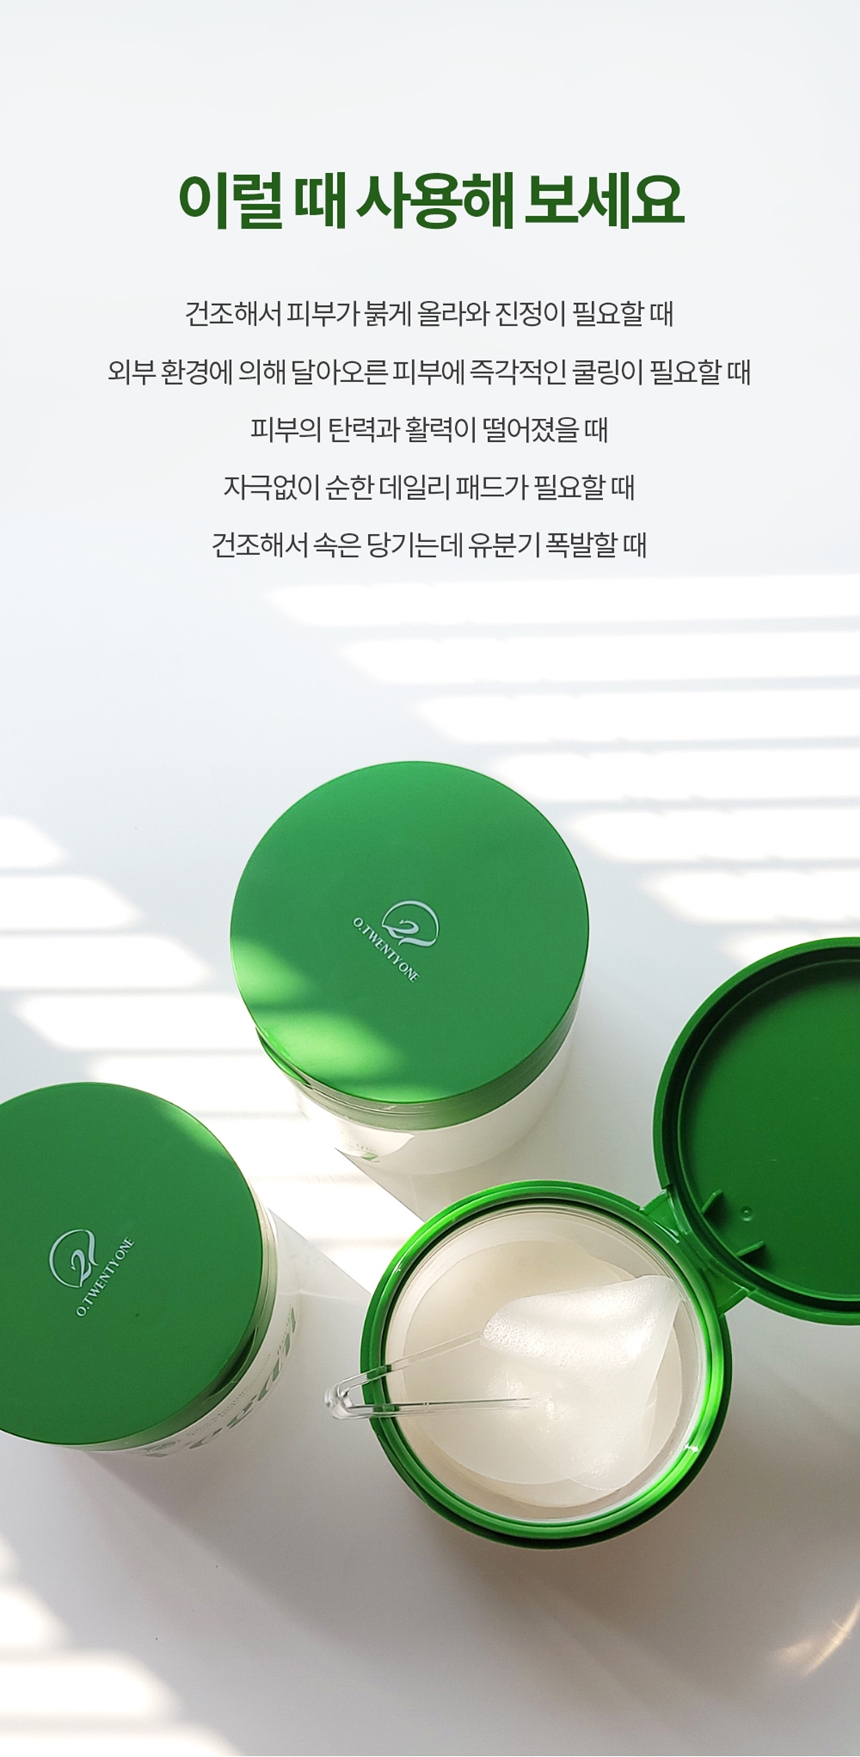 이럴 때 사용해 보세요
건조해서 피부가 붉게 올라와 진정이 필요할 때
외부 환경에 의해 달아오른 피부에 즉각적인 쿨링이 필요할 때
피부의 탄력과 활력이 떨어졌을 때
자극없이 순한 데일리 패드가 필요할 때
건조해서 속은 당기는데 유분기 폭발할 때
O.TWENTYONE
O.TWENTYONE
Vegan